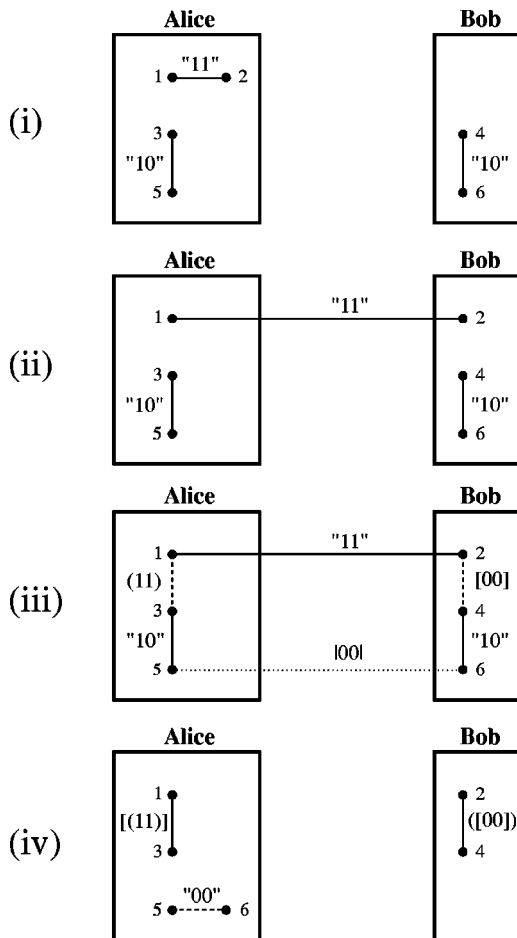 Alice Bob
(i)
1 "11" 2
3 4
"10" "10"
5 6
Alice Bob
(ii)
"11"
1 2
3 4
"10" "10"
5 6
Alice Bob
(iii)
"11"
1 2
(11) [00]
3 4
"10" "10"
|00|
5 6
Alice Bob
(iv)
1 2
[(11)] ([00])
3 4
"00"
5 6